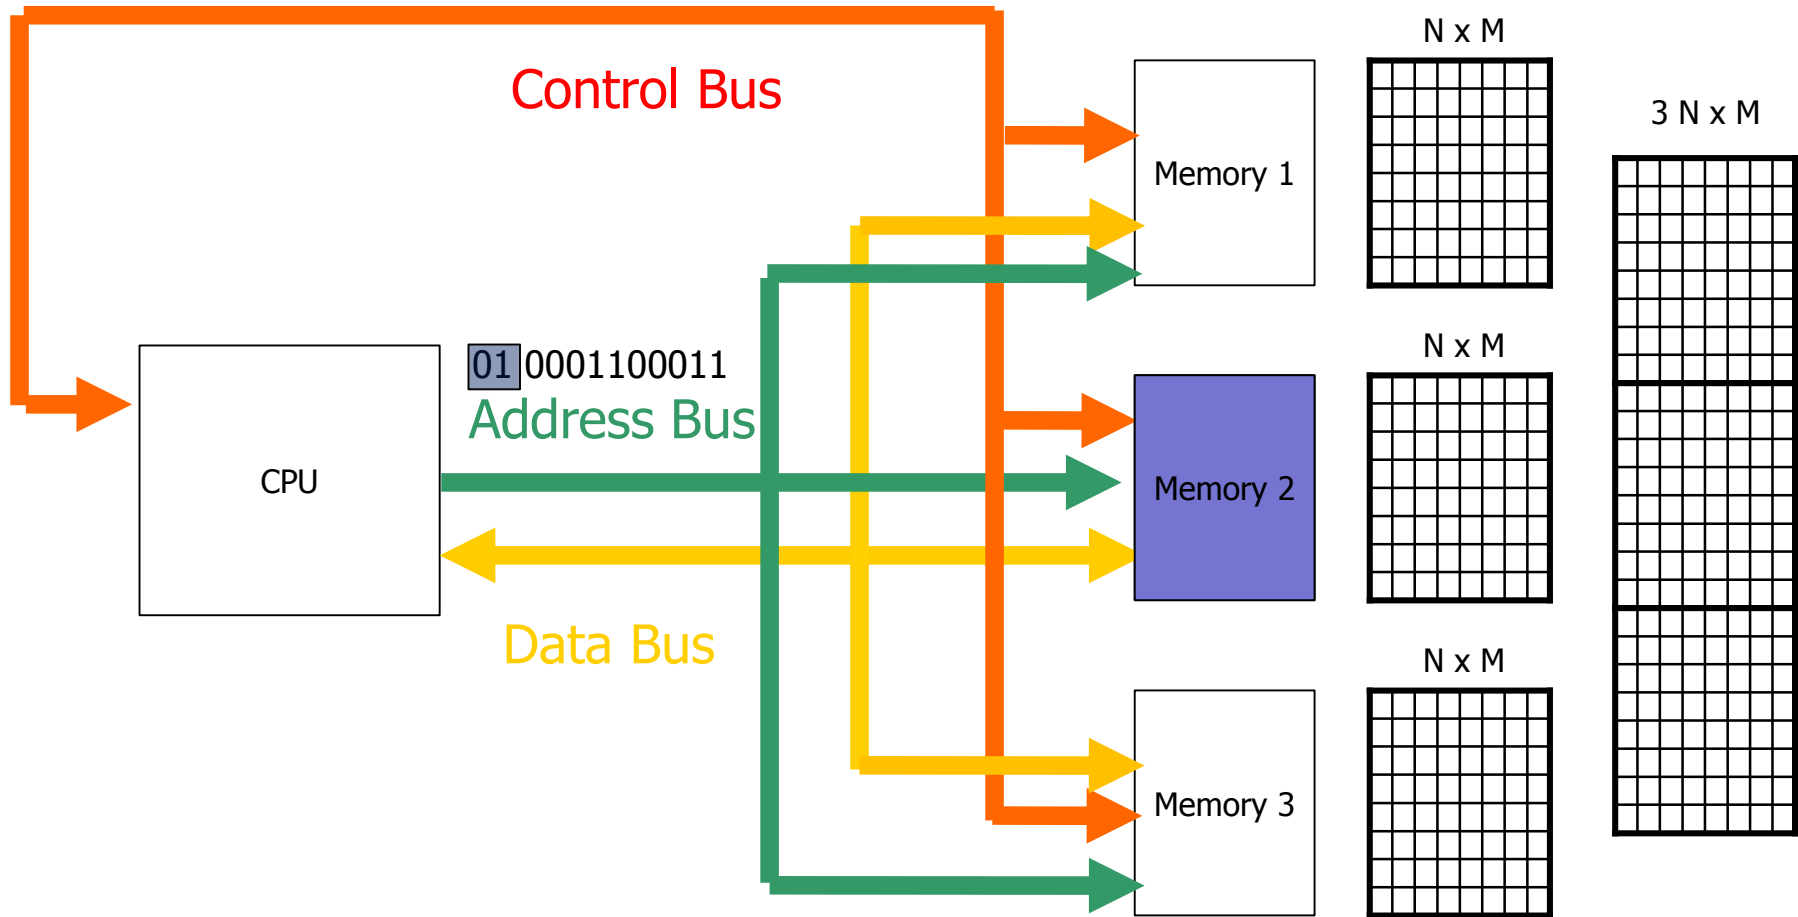 N x M
Control Bus
3 N x M
Memory 1
N x M
01 0001100011
Address Bus
CPU
Memory 2
Data Bus
N x M
Memory 3